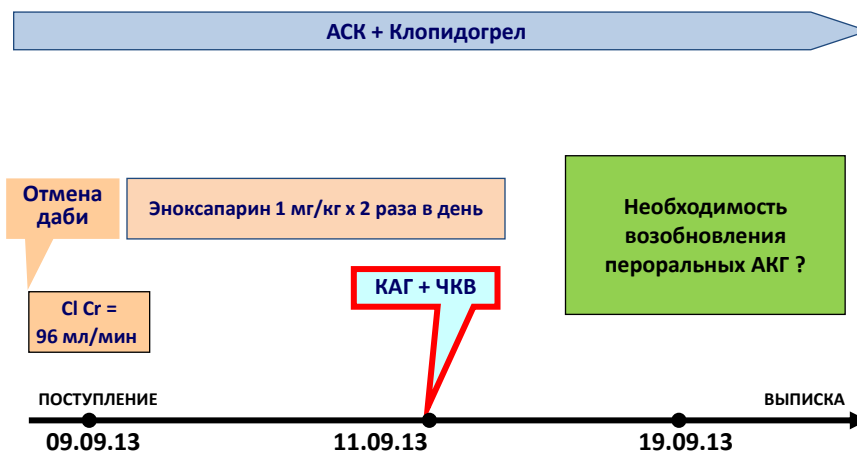 АСК + Клопидогрел
Отмена
даби
Эноксапарин 1 мг/кг х 2 раза в день
Необходимость
возобновления
пероральных АКГ ?
Cl Cr =
96 мл/мин
КАГ + ЧКВ
ПОСТУПЛЕНИЕ
ВЫПИСКА
09.09.13
11.09.13
19.09.13